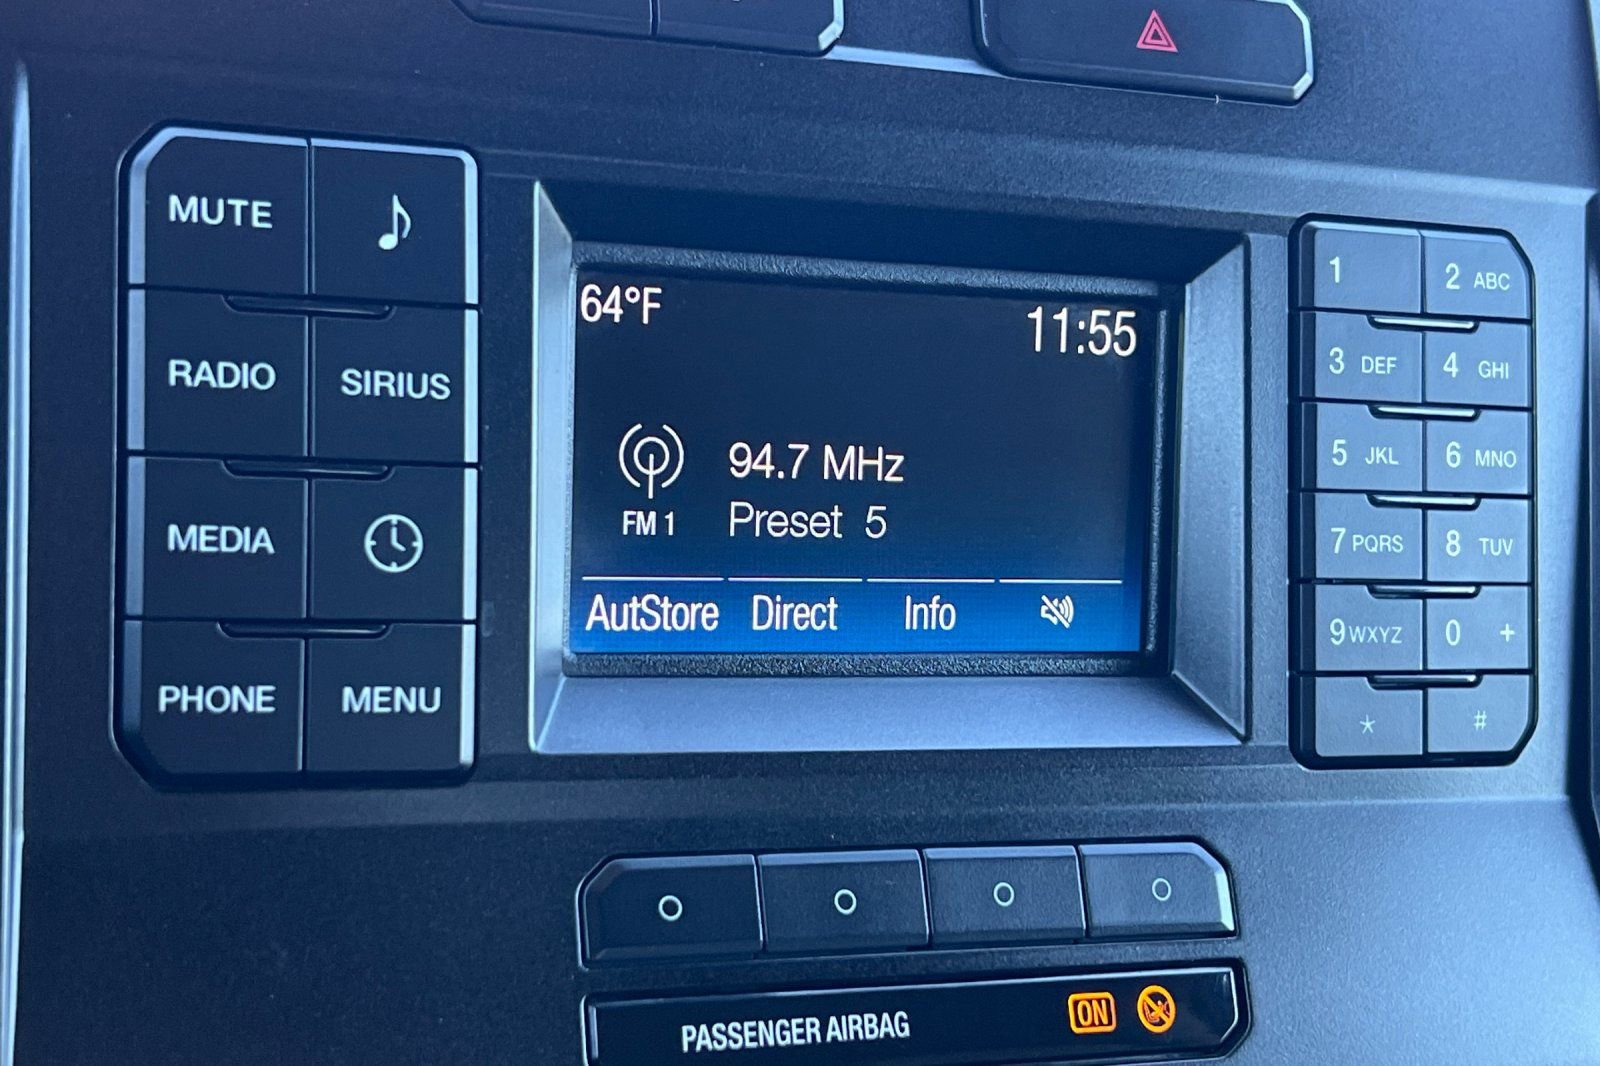 MUTE
RADIO SIRIUS
MEDIA
PHONE MENU
64°F 11:55
94.7 MHz
FM 1 Preset 5
AutStore Direct Info
1 2 ABC
3 DEF 4 GHI
5 JKL 6 MNO
7 PQRS 8 TUV
9 WXYZ 0 +
* #
PASSENGER AIRBAG ON